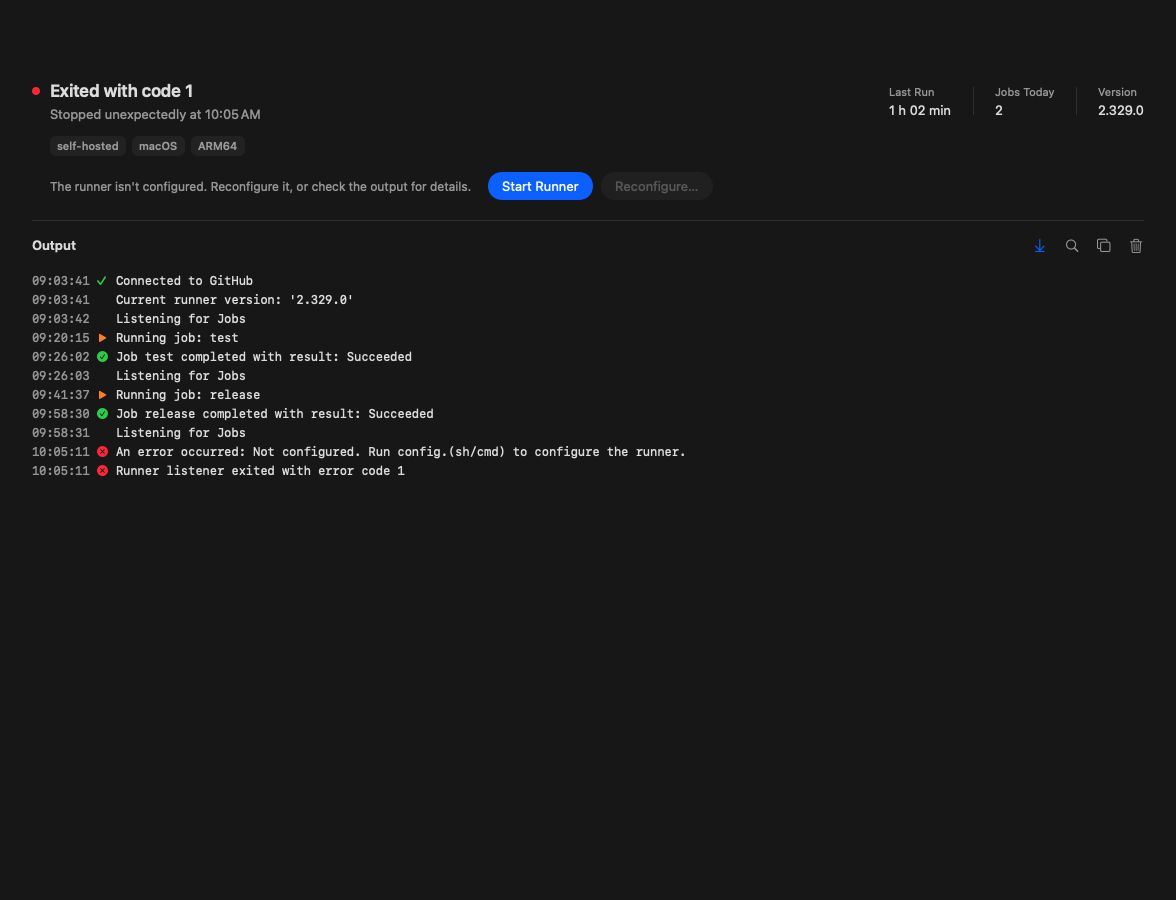 Exited with code 1
Stopped unexpectedly at 10:05 AM
Last Run
1 h 02 min
Jobs Today
2
Version
2.329.0
self-hosted
macOS
ARM64
The runner isn't configured. Reconfigure it, or check the output for details.
Start Runner
Reconfigure...
Output
09:03:41 Connected to GitHub
09:03:41 Current runner version: '2.329.0'
09:03:42 Listening for Jobs
09:20:15 Running job: test
09:26:02 Job test completed with result: Succeeded
09:26:03 Listening for Jobs
09:41:37 Running job: release
09:58:30 Job release completed with result: Succeeded
09:58:31 Listening for Jobs
10:05:11 An error occurred: Not configured. Run config.(sh/cmd) to configure the runner.
10:05:11 Runner listener exited with error code 1